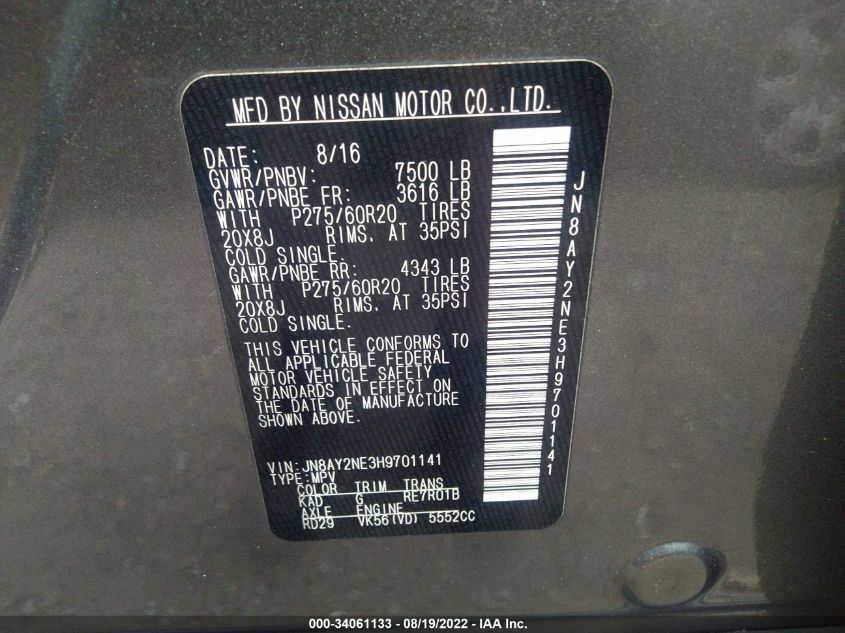 MFD BY NISSAN MOTOR CO.,LTD.
DATE: 8/16
GVWR/PNBV: 7500 LB
GAWR/PNBE FR: 3616 LB
WITH P275/60R20 TIRES
20X8J RIMS. AT 35PSI
COLD SINGLE.
GAWR/PNBE RR: 4343 LB
WITH P275/60R20 TIRES
20X8J RIMS. AT 35PSI
COLD SINGLE.
THIS VEHICLE CONFORMS TO
ALL APPLICABLE FEDERAL
MOTOR VEHICLE SAFETY
STANDARDS IN EFFECT ON
THE DATE OF MANUFACTURE
SHOWN ABOVE.
VIN:JN8AY2NE3H9701141
TYPE:MPV
COLOR TRIM TRANS
KAD G RE7R01B
AXLE ENGINE
RD29 VK56(VD) 5552CC
JN8AY2NE3H9701141
000-34061133 - 08/19/2022 - IAA Inc.